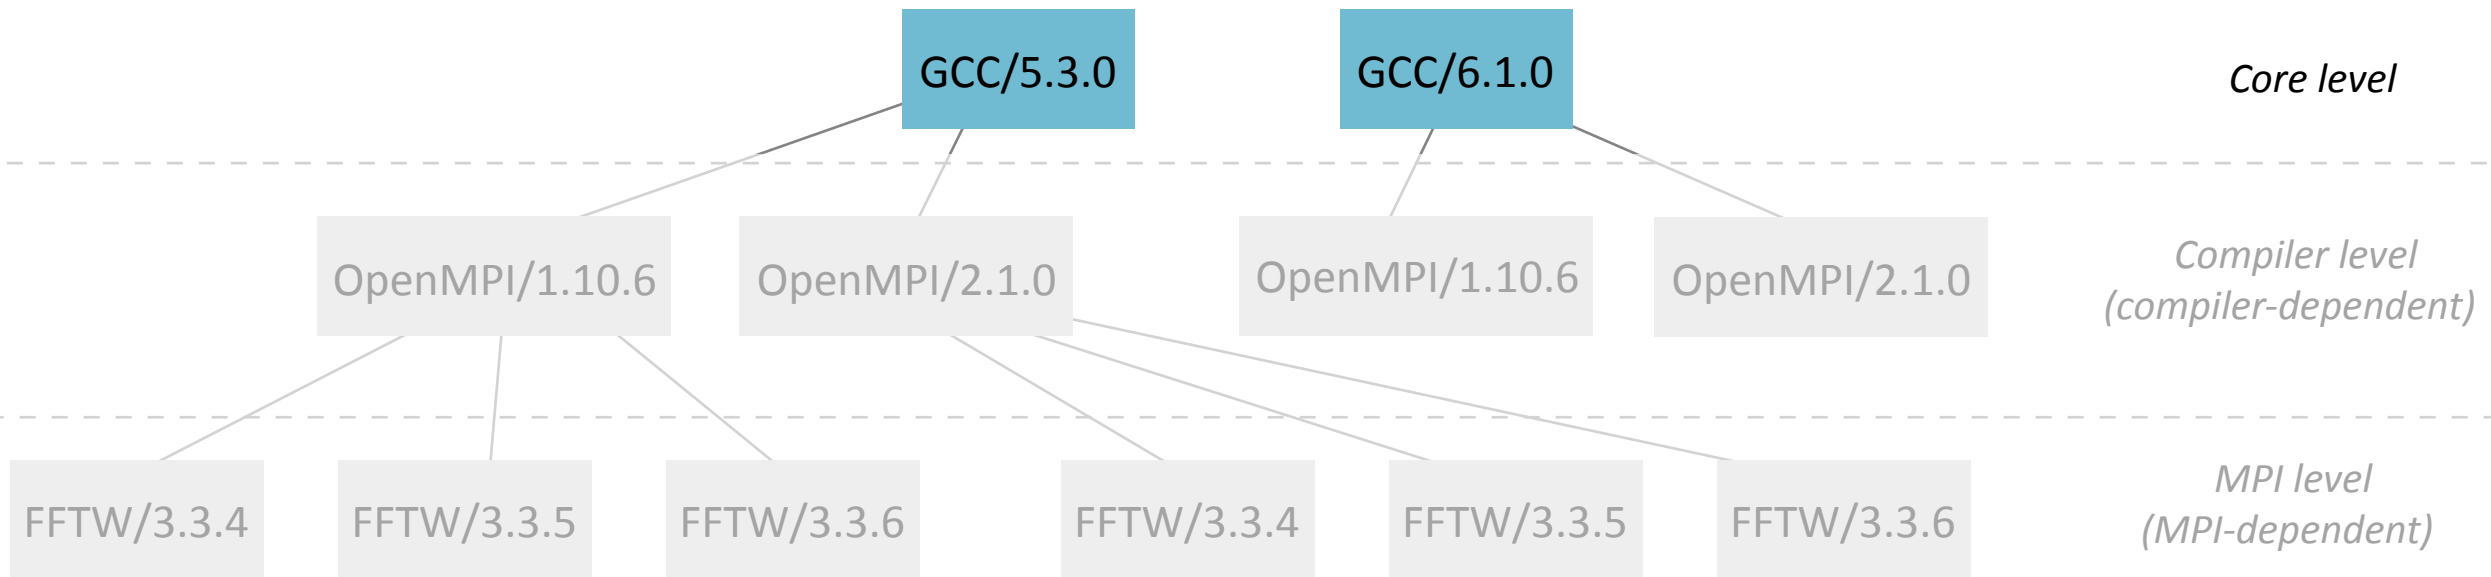 GCC/5.3.0
GCC/6.1.0
Core level
OpenMPI/1.10.6
OpenMPI/2.1.0
OpenMPI/1.10.6
OpenMPI/2.1.0
Compiler level
(compiler-dependent)
FFTW/3.3.4
FFTW/3.3.5
FFTW/3.3.6
FFTW/3.3.4
FFTW/3.3.5
FFTW/3.3.6
MPI level
(MPI-dependent)